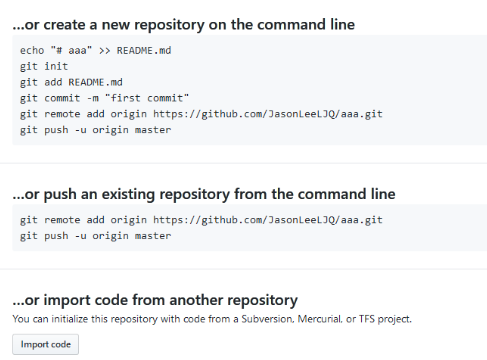 ...or create a new repository on the command line
echo "# aaa" >> README.md
git init
git add README.md
git commit -m "first commit"
git remote add origin https://github.com/JasonLeeLJQ/aaa.git
git push -u origin master
...or push an existing repository from the command line
git remote add origin https://github.com/JasonLeeLJQ/aaa.git
git push -u origin master
...or import code from another repository
You can initialize this repository with code from a Subversion, Mercurial, or TFS project.
Import code